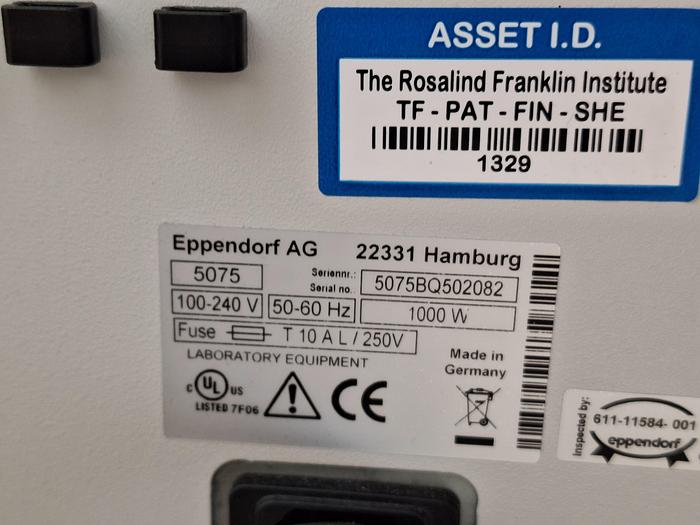 ASSET I.D.
The Rosalind Franklin Institute
TF - PAT - FIN - SHE
1329
Eppendorf AG 22331 Hamburg
5075 Seriennr.: Serial no. 5075BQ502082
100-240 V 50-60 Hz 1000 W
Fuse T 10 A L / 250V
LABORATORY EQUIPMENT
Made in
Germany
c UL US
LISTED 7F06
CE
Inspected by:
611-11584- 001
eppendorf